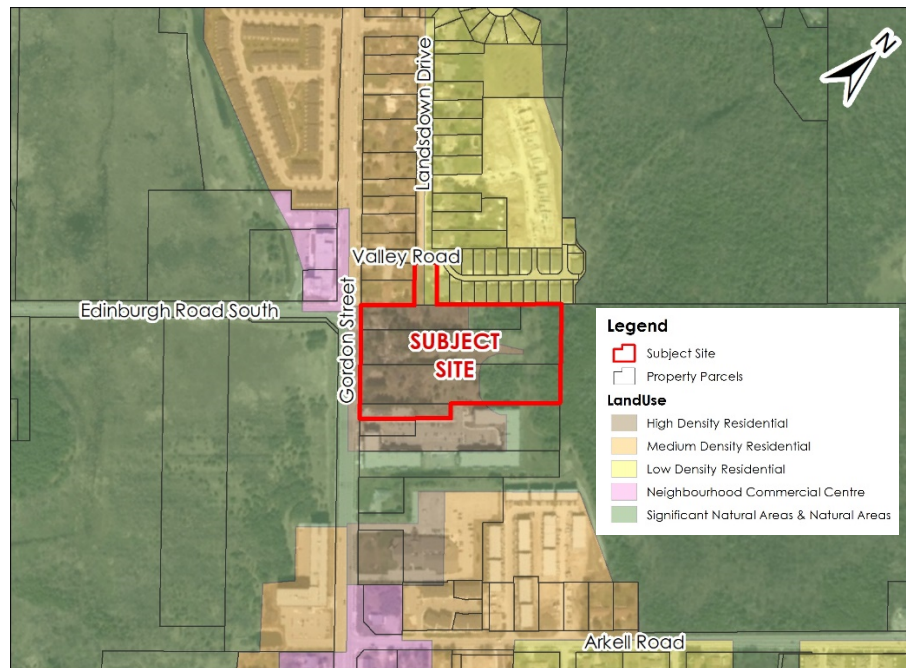 N
Landsdown Drive
Valley Road
Edinburgh Road South
Gordon Street
SUBJECT
SITE
Legend
Subject Site
Property Parcels
LandUse
High Density Residential
Medium Density Residential
Low Density Residential
Neighbourhood Commercial Centre
Significant Natural Areas & Natural Areas
Arkell Road